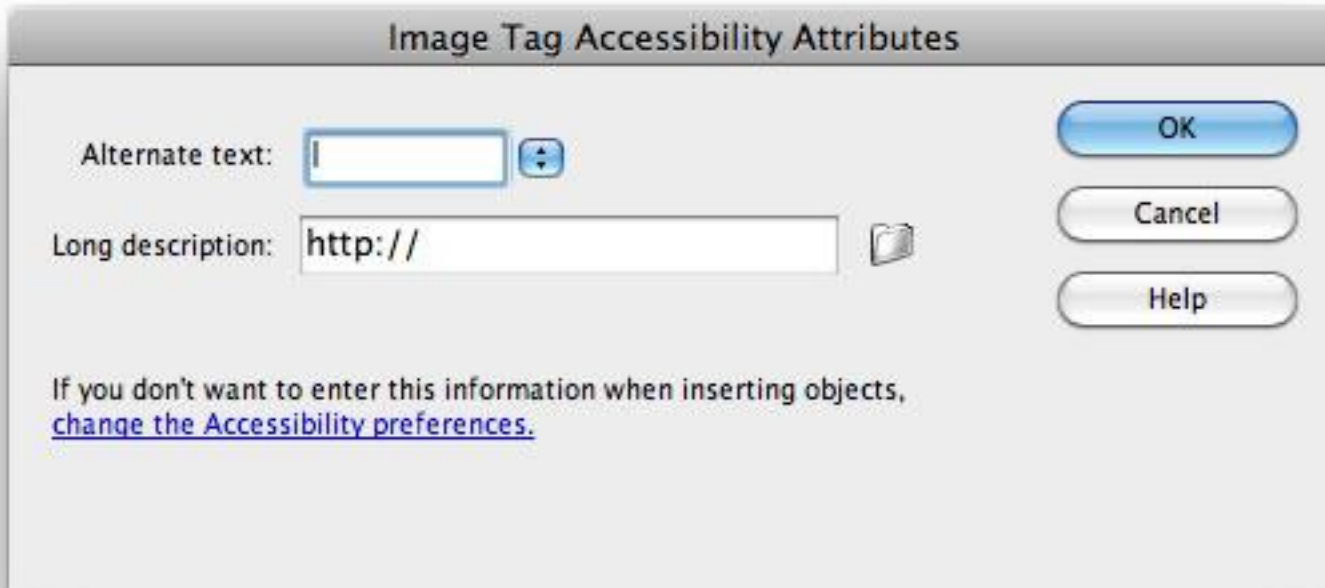 Image Tag Accessibility Attributes
Alternate text:
OK
Long description: http://
Cancel
Help
If you don't want to enter this information when inserting objects,
change the Accessibility preferences.